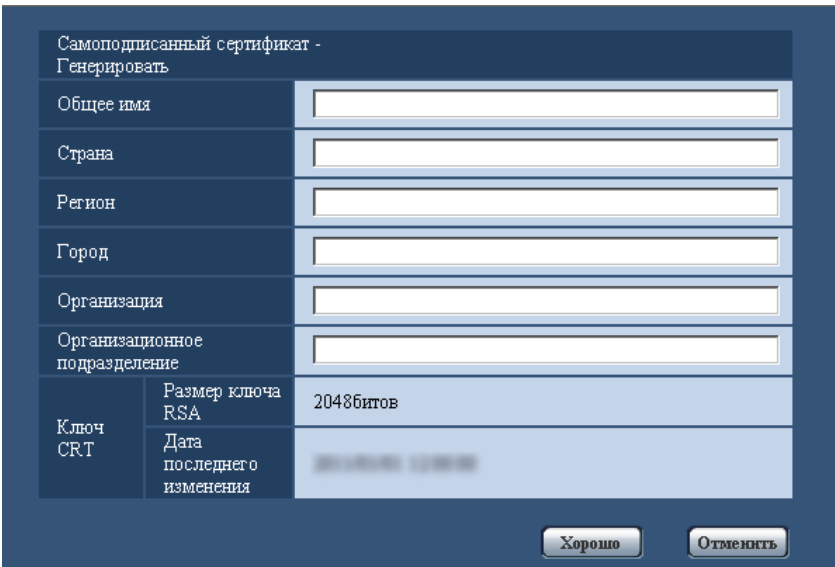 Самоподписанный сертификат -
Генерировать
Общее имя
Страна
Регион
Город
Организация
Организационное
подразделение
Ключ
CRT
Размер ключа
RSA
2048битов
Дата
последнего
изменения
Хорошо
Отменить